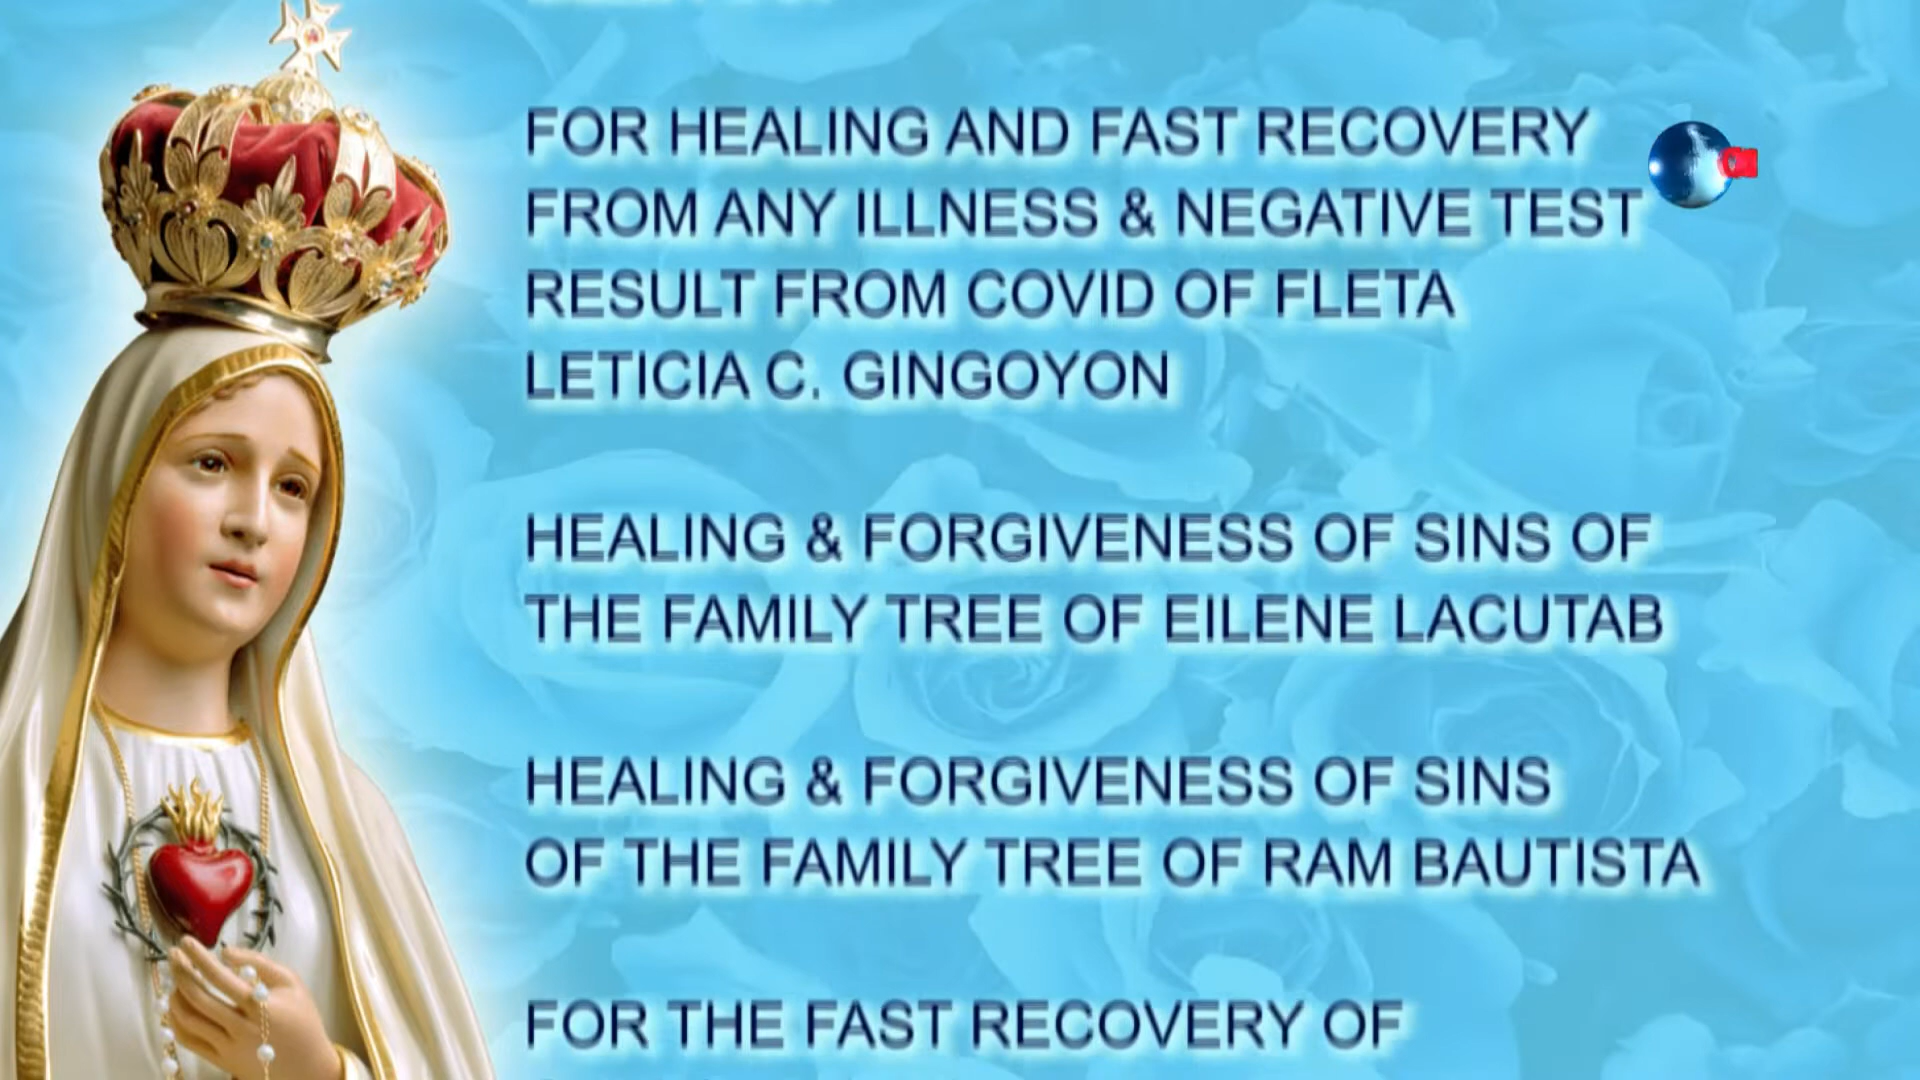 FOR HEALING AND FAST RECOVERY
FROM ANY ILLNESS & NEGATIVE TEST
RESULT FROM COVID OF FLETA
LETICIA C. GINGOYON
HEALING & FORGIVENESS OF SINS OF
THE FAMILY TREE OF EILENE LACUTAB
HEALING & FORGIVENESS OF SINS
OF THE FAMILY TREE OF RAM BAUTISTA
FOR THE FAST RECOVERY OF